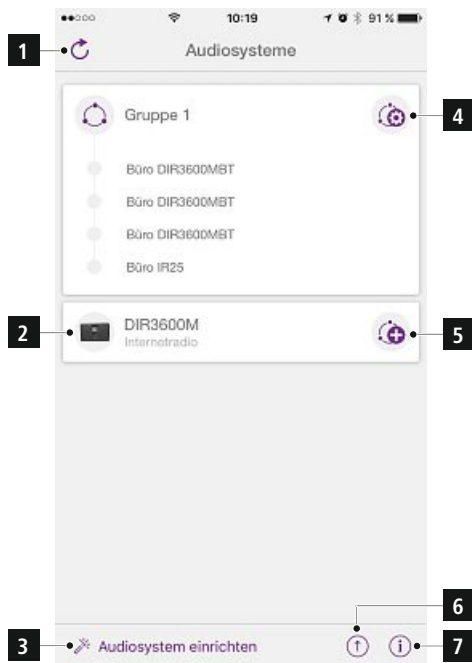 10:19 91 %
1 Audiosysteme
Gruppe 1 4
Büro DIR3600MBT
Büro DIR3600MBT
Büro DIR3600MBT
Büro IR25
2 DIR3600M 5
Internetradio
6
3 Audiosystem einrichten 7